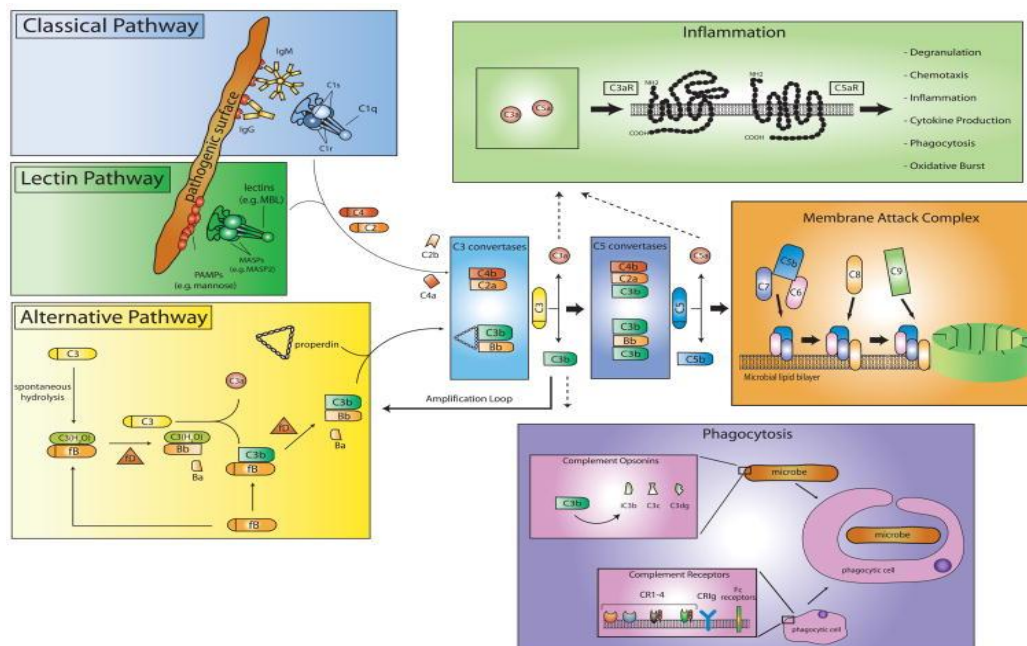 Classical Pathway
IgM
IgG
C1s
C1q
C1r
pathogenic surface
Lectin Pathway
lectins
(e.g. MBL)
MASPs
(e.g. MASP2)
PAMPs
(e.g. mannose)
C4
C2
C2b
C4a
Alternative Pathway
C3
spontaneous
hydrolysis
C3(H₂O)
fB
fD
C3(H₂O)
Bb
Ba
C3
C3a
properdin
C3b
fB
fD
C3b
Bb
Ba
fB
Amplification Loop
C3 convertases
C4b
C2a
C3b
Bb
C3a
C3
C3b
C5 convertases
C4b
C2a
C3b
C3b
Bb
C3b
C5a
C5
C5b
Inflammation
C3a
C5a
C3aR
NH2
COOH
NH2
COOH
C5aR
- Degranulation
- Chemotaxis
- Inflammation
- Cytokine Production
- Phagocytosis
- Oxidative Burst
Membrane Attack Complex
C5b
C7
C6
C8
C9
Microbial lipid bilayer
Phagocytosis
Complement Opsonins
C3b
iC3b
C3c
C3dg
microbe
microbe
phagocytic cell
Complement Receptors
CR1-4
CRIg
Fc
receptors
phagocytic cell